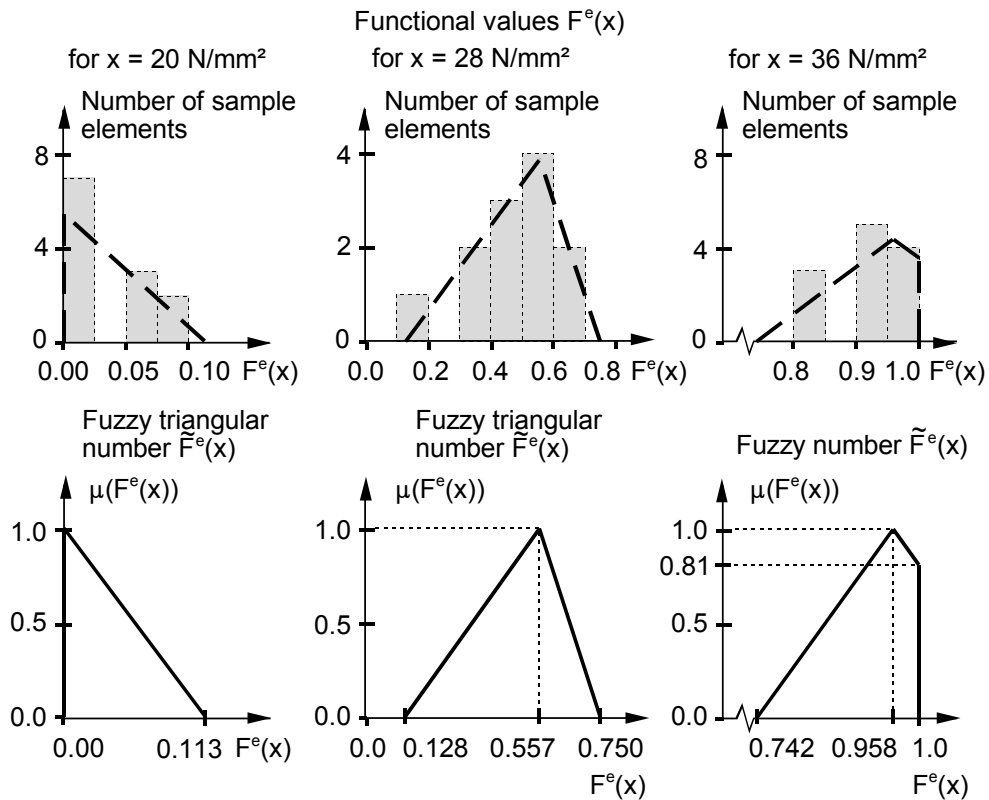 Functional values Fᵉ(x)
for x = 20 N/mm²
for x = 28 N/mm²
for x = 36 N/mm²
Number of sample
elements
8
4
0
0.00 0.05 0.10 Fᵉ(x)
Number of sample
elements
4
2
0
0.0 0.2 0.4 0.6 0.8 Fᵉ(x)
Number of sample
elements
8
4
0
0.8 0.9 1.0 Fᵉ(x)
Fuzzy triangular
number F̃ᵉ(x)
μ(Fᵉ(x))
1.0
0.5
0.0
0.00 0.113 Fᵉ(x)
Fuzzy triangular
number F̃ᵉ(x)
μ(Fᵉ(x))
1.0
0.5
0.0
0.0 0.128 0.557 0.750
Fᵉ(x)
Fuzzy number F̃ᵉ(x)
μ(Fᵉ(x))
1.0
0.81
0.5
0.0
0.742 0.958 1.0
Fᵉ(x)